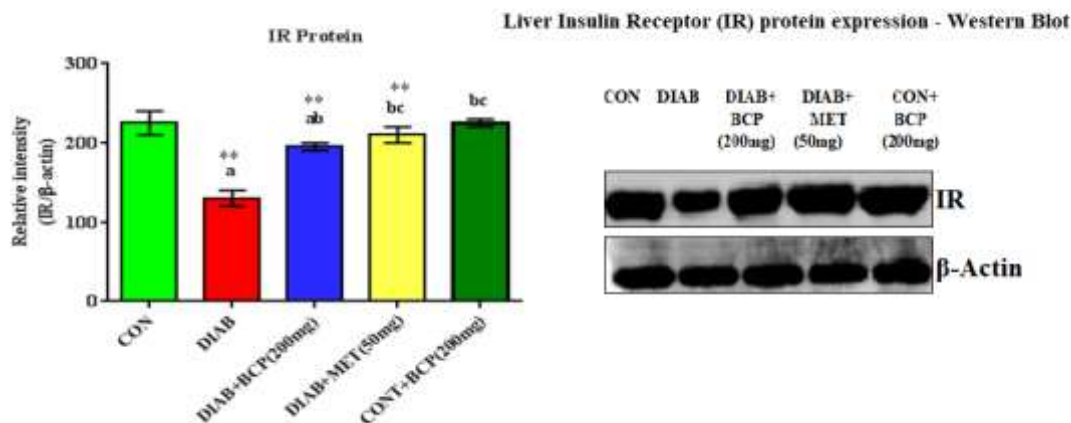 IR Protein
300
200
100
0
Relative intensity
(IR/β-actin)
**
a
**
ab
**
bc
bc
CON
DIAB
DIAB+BCP(200mg)
DIAB+MET(50mg)
CONT+BCP(200mg)
Liver Insulin Receptor (IR) protein expression - Western Blot
CON DIAB DIAB+ DIAB+ CON+
BCP MET BCP
(200mg) (50mg) (200mg)
IR
β-Actin